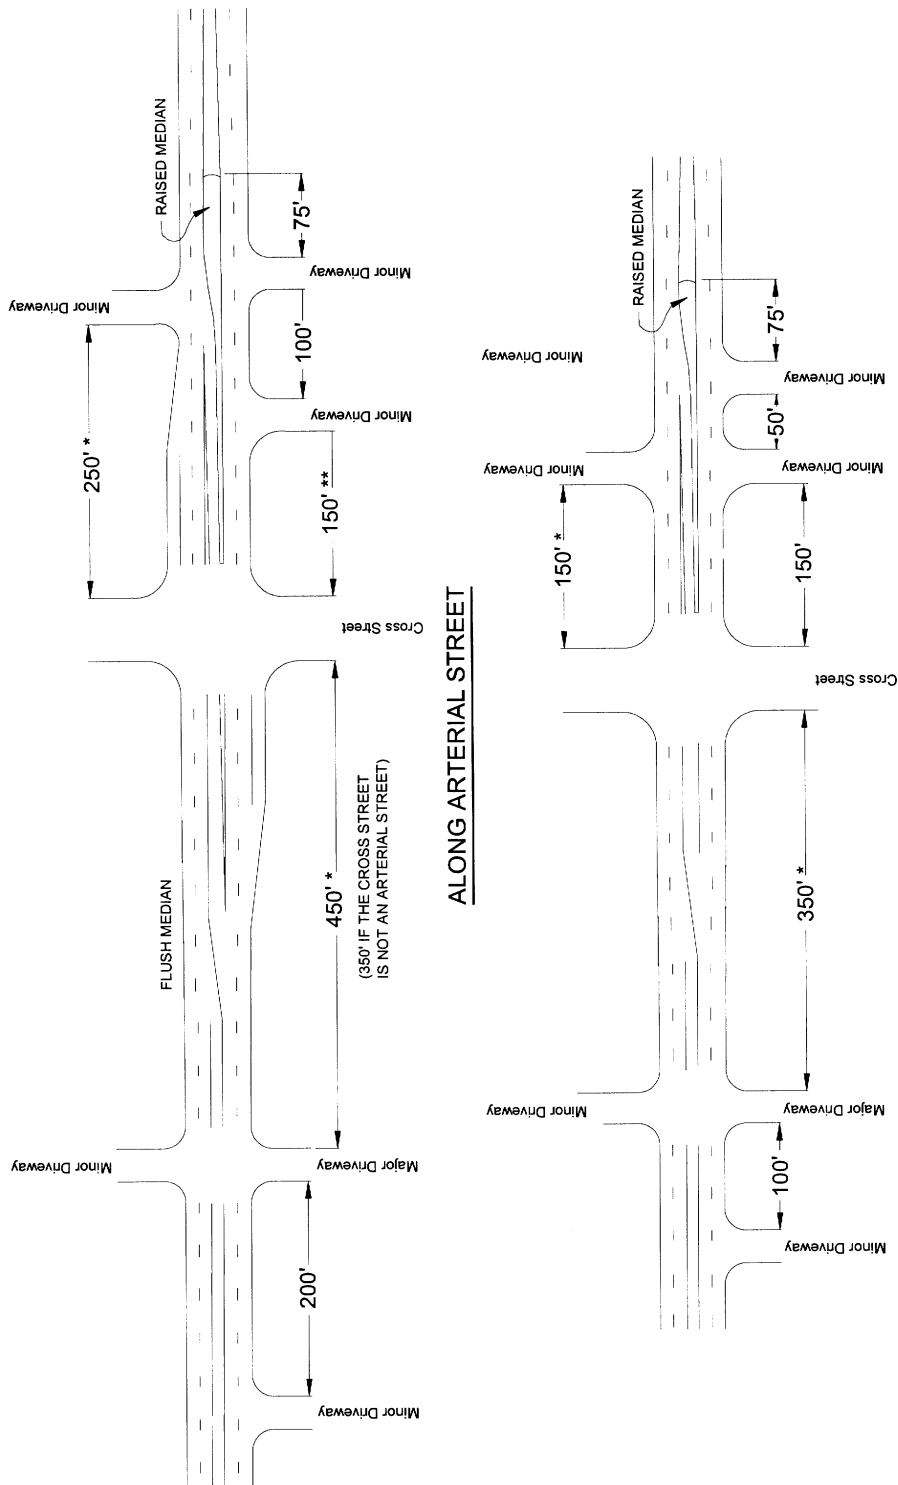 RAISED MEDIAN
75'
Minor Driveway
Minor Driveway
100'
Minor Driveway
250' *
150' **
Cross Street
FLUSH MEDIAN
450' *
(350' IF THE CROSS STREET
IS NOT AN ARTERIAL STREET)
Minor Driveway
Major Driveway
200'
Minor Driveway
ALONG ARTERIAL STREET
RAISED MEDIAN
75'
Minor Driveway
Minor Driveway
50'
Minor Driveway
Minor Driveway
150' *
150'
Cross Street
350' *
Minor Driveway
Major Driveway
100'
Minor Driveway